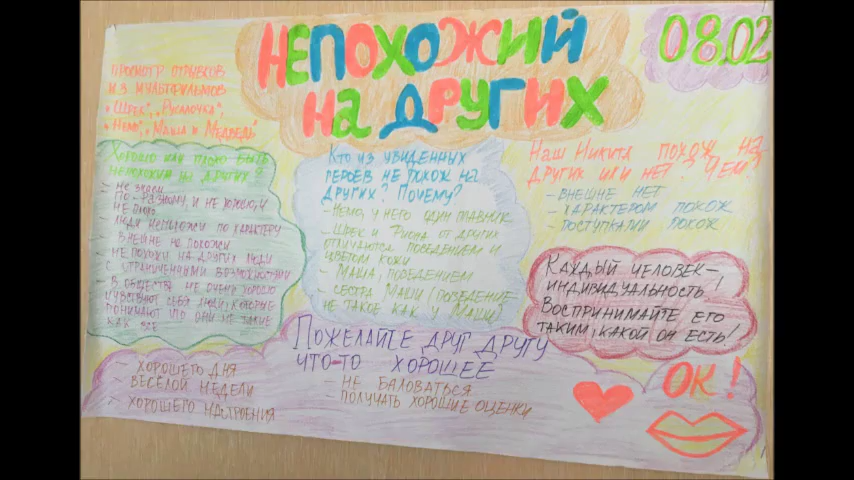 НЕПОХОЖИЙ
НА ДРУГИХ
08.02
ПРОСМОТР ОТРЫВКОВ
ИЗ МУЛЬТФИЛЬМОВ
"Шрек", "Русалочка",
"Немо", "Маша и Медведь"
Хорошо или плохо быть
непохожим на других?
- НЕ ЗНАЕМ
- ПО-РАЗНОМУ, И НЕ ХОРОШО, И
НЕ ПЛОХО
- ЛЮДИ НЕПОХОЖИ ПО ХАРАКТЕРУ
ВНЕШНЕ НЕ ПОХОЖИ
- НЕ ПОХОЖИ НА ДРУГИХ ЛЮДИ
С ОГРАНИЧЕННЫМИ ВОЗМОЖНОСТЯМИ
- В ОБЩЕСТВЕ НЕ ОЧЕНЬ ХОРОШО
ЧУВСТВУЮТ СЕБЯ ЛЮДИ, КОТОРЫЕ
ПОНИМАЮТ ЧТО ОНИ НЕ ТАКИЕ
КАК ВСЕ
Кто из увиденных
героев не похож на
других? Почему?
- Немо, у него один плавник
- Шрек и Фиона от других
отличаются поведением и
цветом кожи
- Маша, поведением
- сестра Маши (поведение
не такое как у Маши)
Наш Никита похож на
других или нет? Чем?
- ВНЕШНЕ НЕТ
- ХАРАКТЕРОМ ПОХОЖ
- ПОСТУПКАМИ ПОХОЖ
Каждый человек -
индивидуальность!
Воспринимайте его
таким, какой он есть!
Пожелайте друг другу
что-то хорошее
- ХОРОШЕГО ДНЯ
- ВЕСЁЛОЙ НЕДЕЛИ
- ХОРОШЕГО НАСТРОЕНИЯ
- НЕ БАЛОВАТЬСЯ
- ПОЛУЧАТЬ ХОРОШИЕ ОЦЕНКИ
ОК!